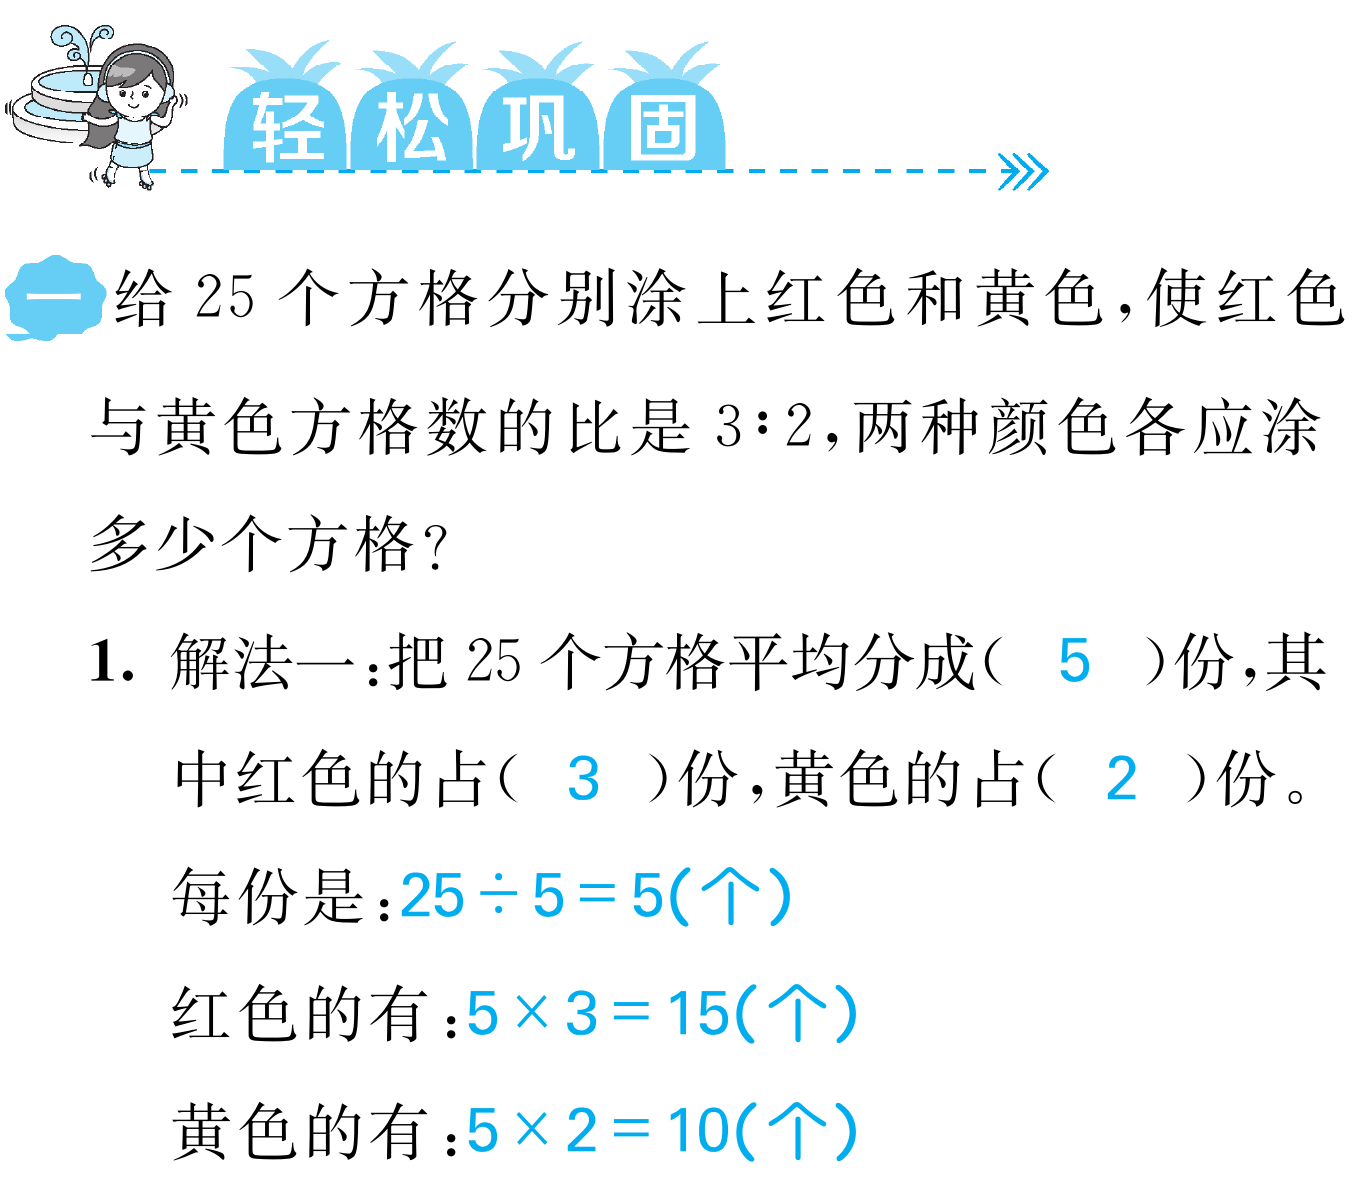 轻松巩固
一 给 25 个方格分别涂上红色和黄色,使红色
与黄色方格数的比是 3∶2,两种颜色各应涂
多少个方格?
1. 解法一:把 25 个方格平均分成( 5 )份,其
中红色的占( 3 )份,黄色的占( 2 )份。
每份是:25÷5=5(个)
红色的有:5×3=15(个)
黄色的有:5×2=10(个)